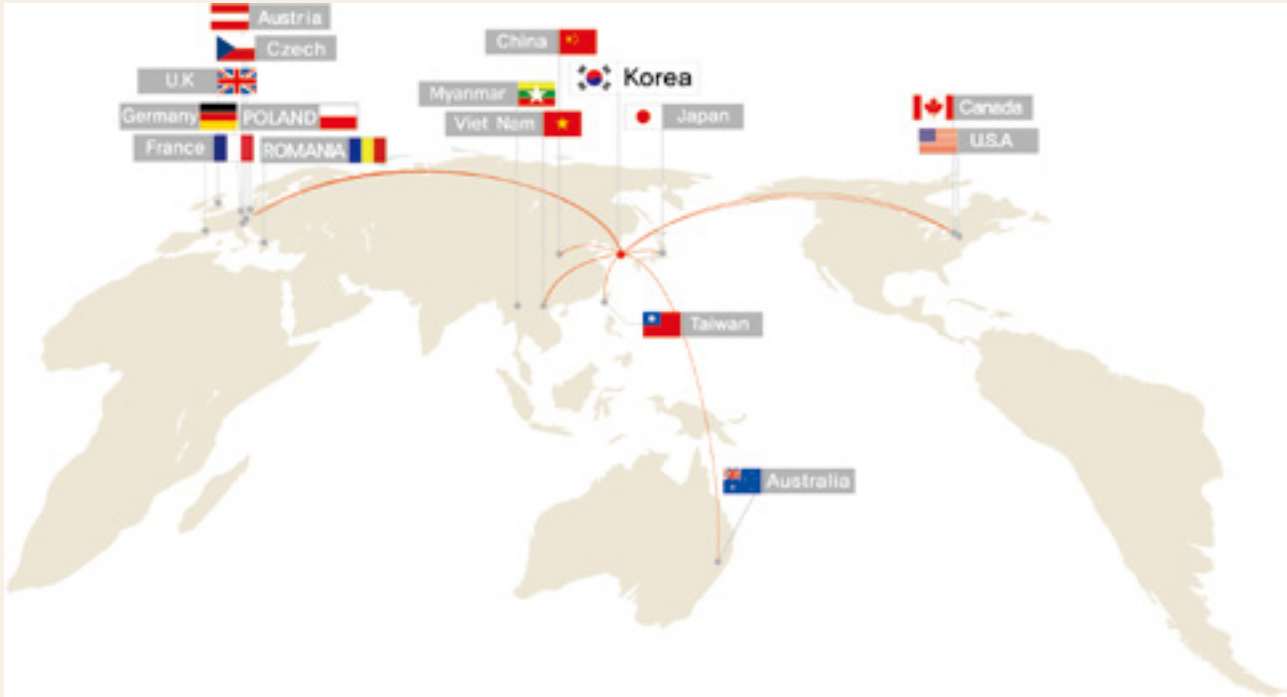 Austria
Czech
U.K
Germany
POLAND
France
ROMANIA
China
Korea
Myanmar
Viet Nam
Japan
Canada
U.S.A
Taiwan
Australia